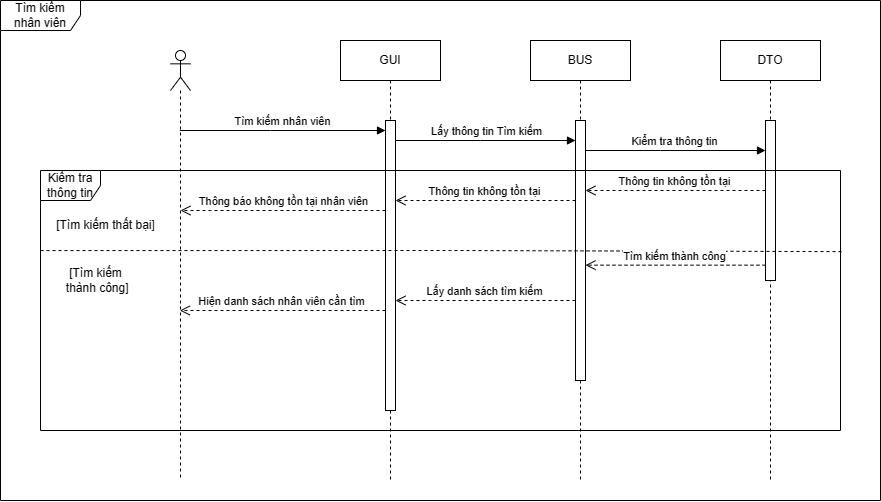 Tìm kiếm
nhân viên
GUI
BUS
DTO
Tìm kiếm nhân viên
Lấy thông tin Tìm kiếm
Kiểm tra thông tin
Kiểm tra
thông tin
Thông tin không tồn tại
Thông tin không tồn tại
Thông báo không tồn tại nhân viên
[Tìm kiếm thất bại]
Tìm kiếm thành công
[Tìm kiếm
thành công]
Lấy danh sách tìm kiếm
Hiện danh sách nhân viên cần tìm